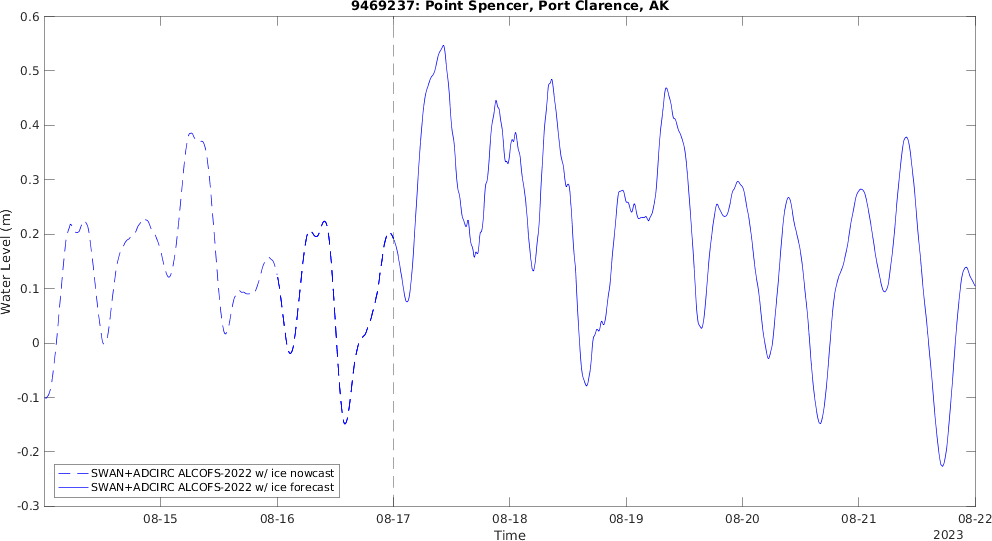 9469237: Point Spencer, Port Clarence, AK
0.6
0.5
0.4
0.3
0.2
0.1
0
-0.1
-0.2
-0.3
Water Level (m)
SWAN+ADCIRC ALCOFS-2022 w/ ice nowcast
SWAN+ADCIRC ALCOFS-2022 w/ ice forecast
08-15 08-16 08-17 08-18 08-19 08-20 08-21 08-22
Time
2023